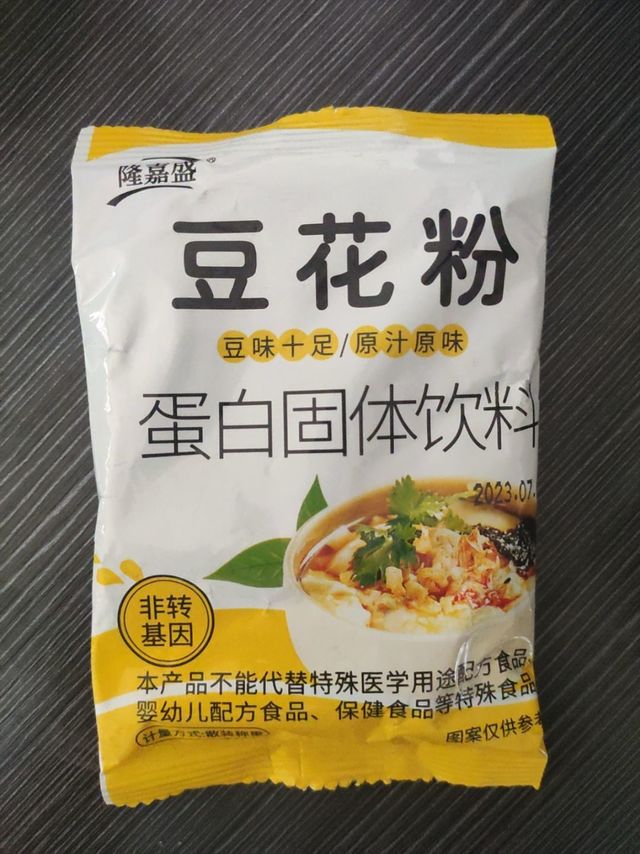 隆嘉盛®
豆花粉
豆味十足/原汁原味
蛋白固体饮料
2023.07.
非转
基因
本产品不能代替特殊医学用途配方食品、
婴幼儿配方食品、保健食品等特殊食品
计量方式:散装称重
图案仅供参考